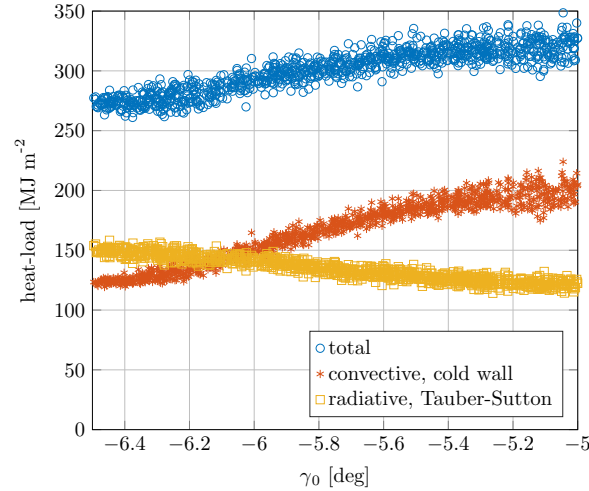 350
300
250
200
150
100
50
0
heat-load [MJ m⁻²]
total
convective, cold wall
radiative, Tauber-Sutton
−6.4 −6.2 −6 −5.8 −5.6 −5.4 −5.2 −5
γ₀ [deg]